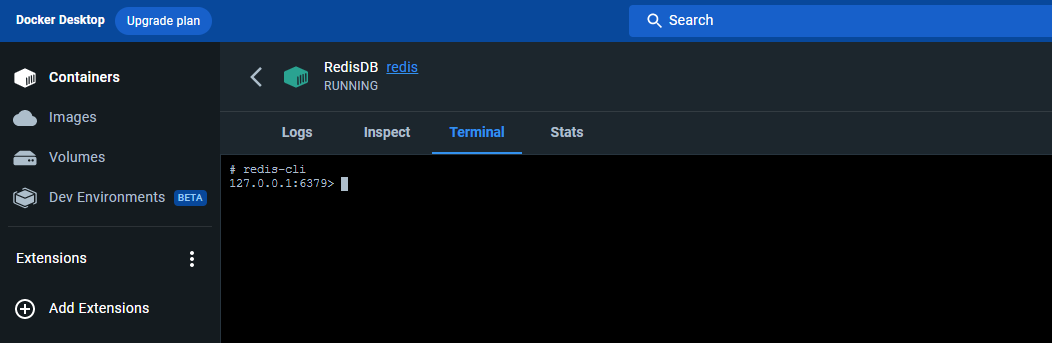 Docker Desktop Upgrade plan Search
Containers
Images
Volumes
Dev Environments BETA
Extensions
Add Extensions
RedisDB redis
RUNNING
Logs Inspect Terminal Stats
# redis-cli
127.0.0.1:6379>